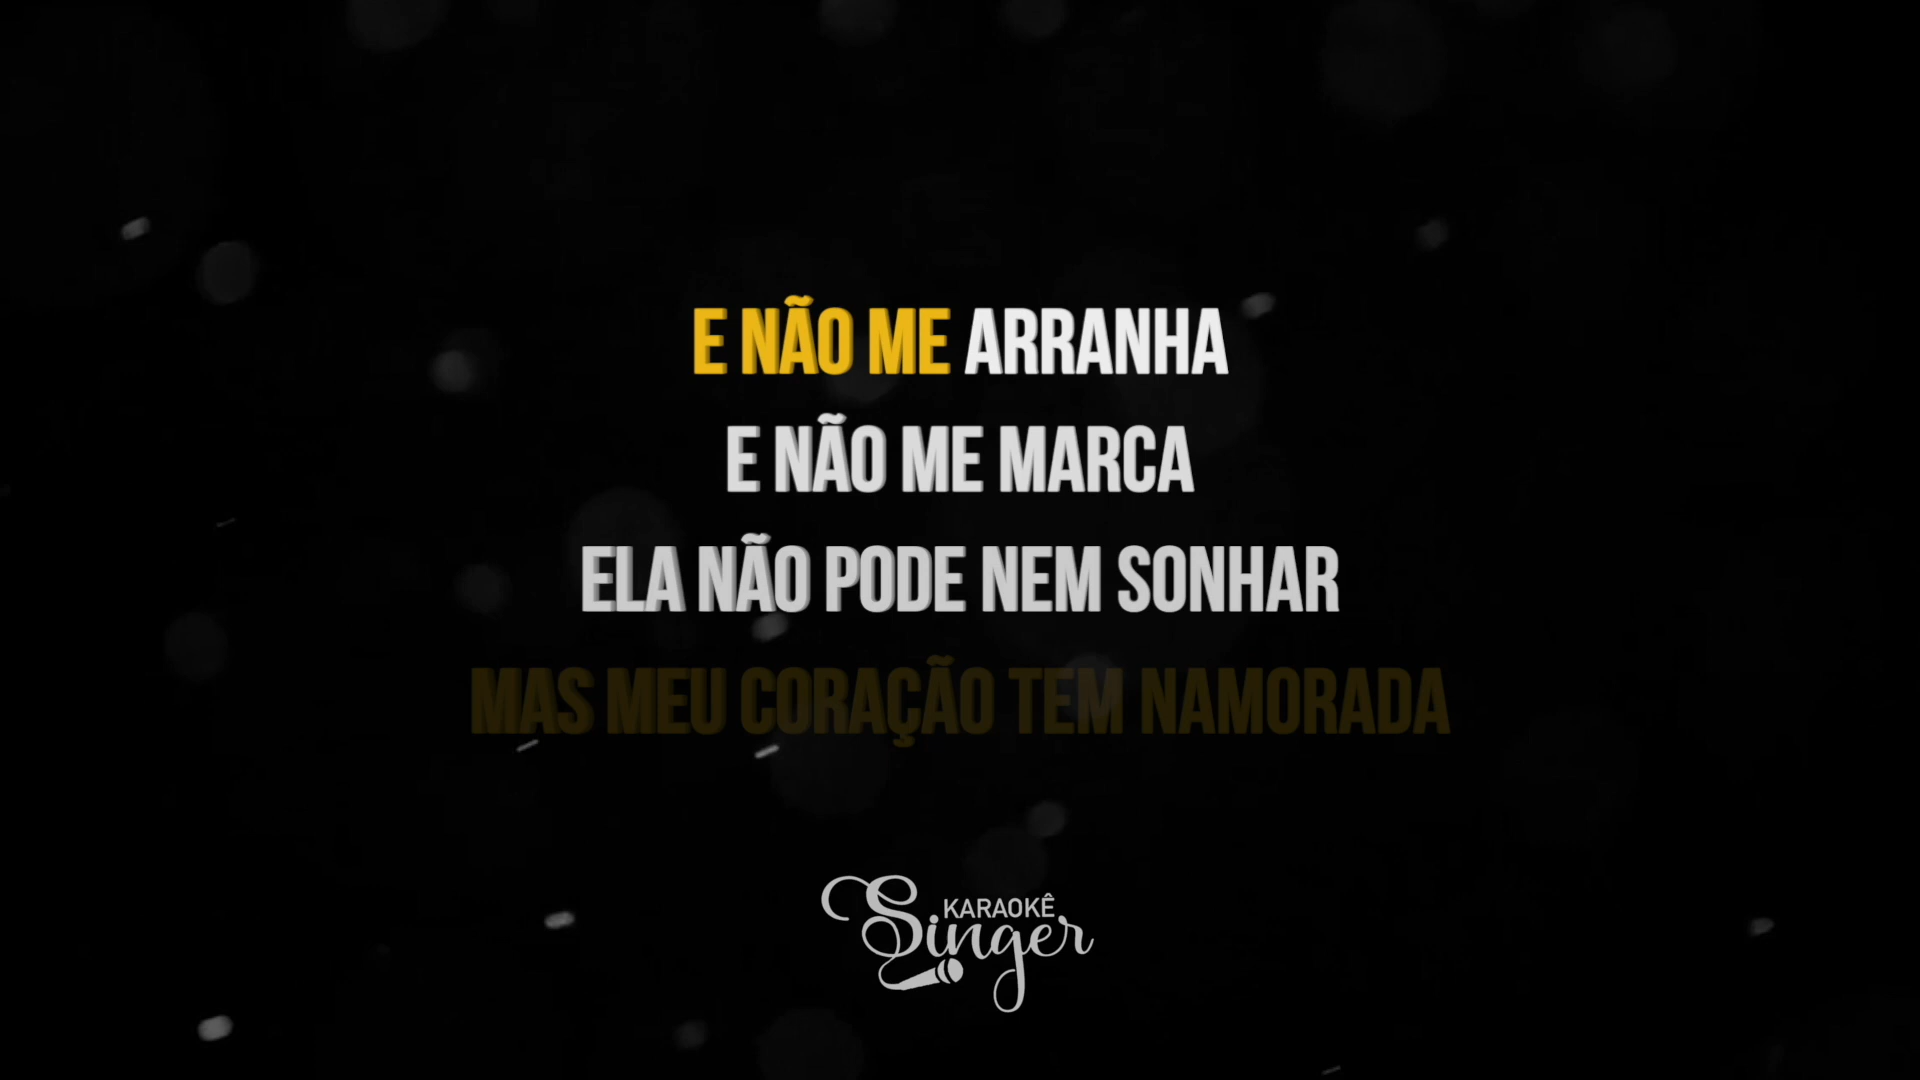 E NÃO ME ARRANHA
E NÃO ME MARCA
ELA NÃO PODE NEM SONHAR
MAS MEU CORAÇÃO TEM NAMORADA
KARAOKÊ
Singer